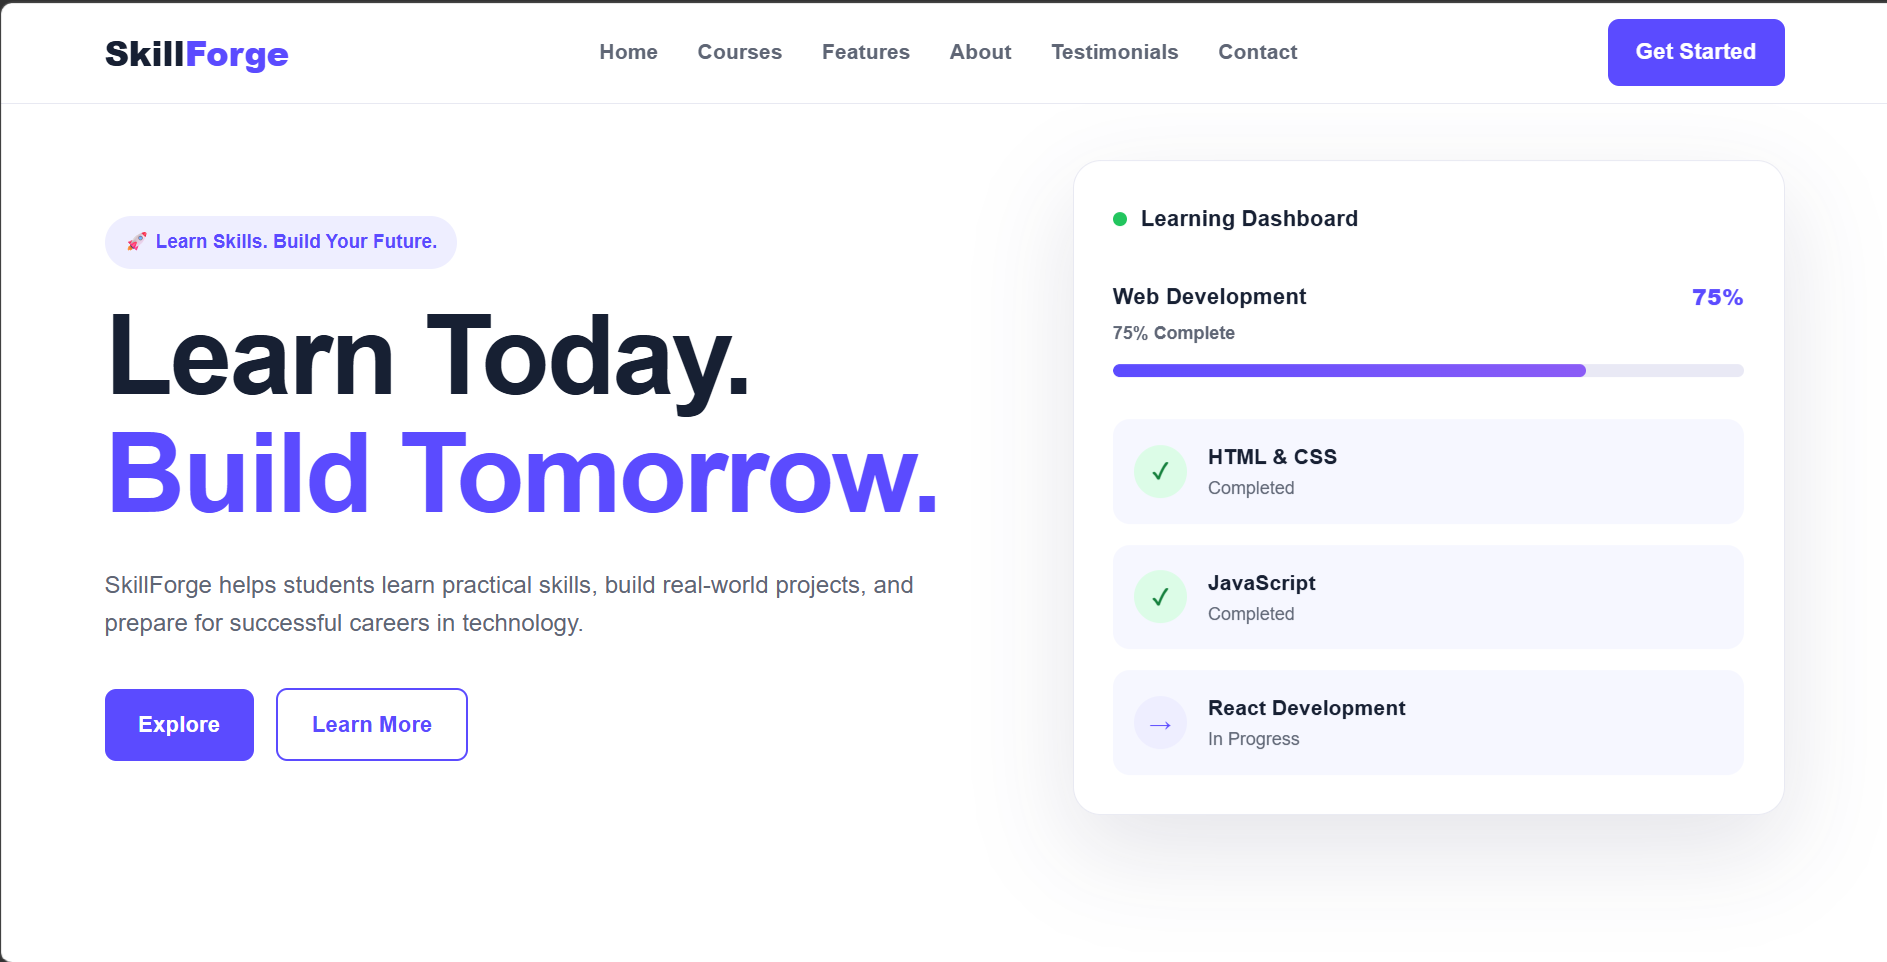 SkillForge
Home Courses Features About Testimonials Contact
Get Started
🚀 Learn Skills. Build Your Future.
Learn Today.
Build Tomorrow.
SkillForge helps students learn practical skills, build real-world projects, and
prepare for successful careers in technology.
Explore
Learn More
Learning Dashboard
Web Development
75%
75% Complete
✓
HTML & CSS
Completed
✓
JavaScript
Completed
→
React Development
In Progress